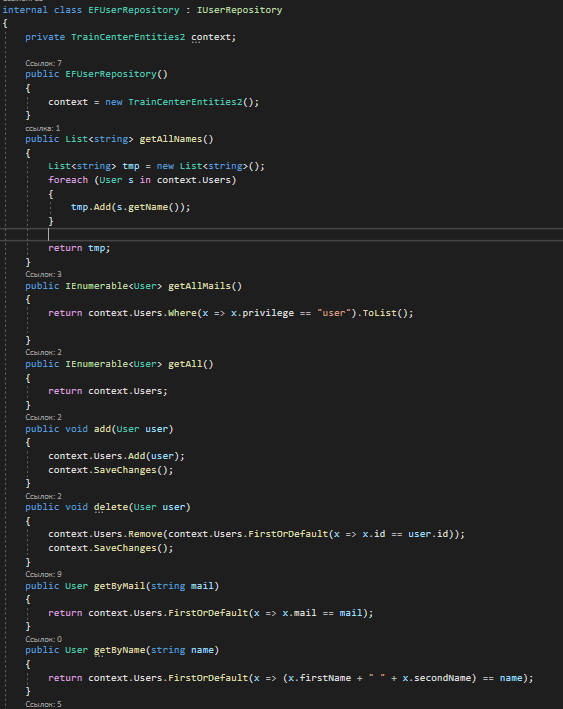 internal class EFUserRepository : IUserRepository
{
private TrainCenterEntities2 context;
Ссылок: 7
public EFUserRepository()
{
context = new TrainCenterEntities2();
}
ссылка: 1
public List<string> getAllNames()
{
List<string> tmp = new List<string>();
foreach (User s in context.Users)
{
tmp.Add(s.getName());
}
return tmp;
}
Ссылок: 3
public IEnumerable<User> getAllMails()
{
return context.Users.Where(x => x.privilege == "user").ToList();
}
Ссылок: 2
public IEnumerable<User> getAll()
{
return context.Users;
}
Ссылок: 2
public void add(User user)
{
context.Users.Add(user);
context.SaveChanges();
}
Ссылок: 2
public void delete(User user)
{
context.Users.Remove(context.Users.FirstOrDefault(x => x.id == user.id));
context.SaveChanges();
}
Ссылок: 9
public User getByMail(string mail)
{
return context.Users.FirstOrDefault(x => x.mail == mail);
}
Ссылок: 0
public User getByName(string name)
{
return context.Users.FirstOrDefault(x => (x.firstName + " " + x.secondName) == name);
}
Ссылок: 5